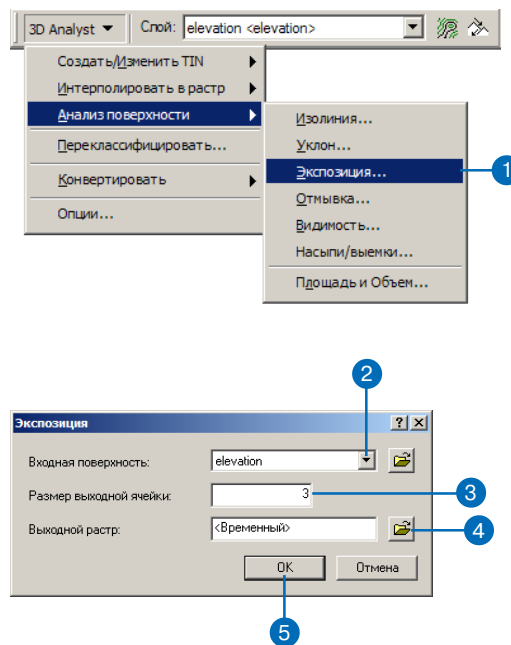 3D Analyst Слой: elevation <elevation>
Создать/Изменить TIN
Интерполировать в растр
Анализ поверхности
Переклассифицировать...
Конвертировать
Опции...
Изолиния...
Уклон...
Экспозиция...
Отмывка...
Видимость...
Насыпи/выемки...
Площадь и Объем...
1
2
Экспозиция
Входная поверхность: elevation
Размер выходной ячейки: 3
3
Выходной растр: <Временный>
4
OK Отмена
5